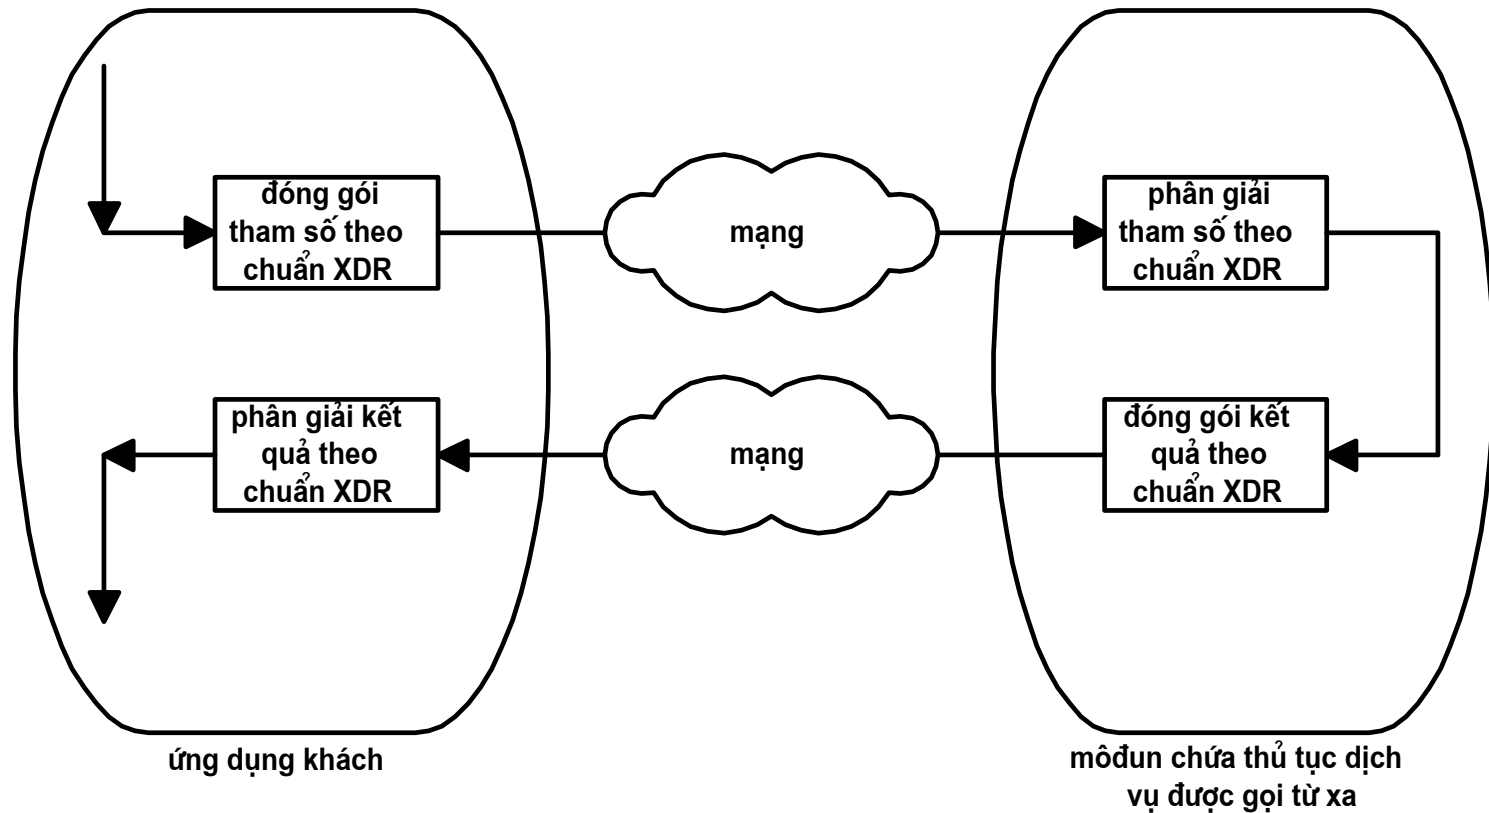 đóng gói
tham số theo
chuẩn XDR
mạng
phân giải
tham số theo
chuẩn XDR
phân giải kết
quả theo
chuẩn XDR
mạng
đóng gói kết
quả theo
chuẩn XDR
ứng dụng khách
môđun chứa thủ tục dịch
vụ được gọi từ xa